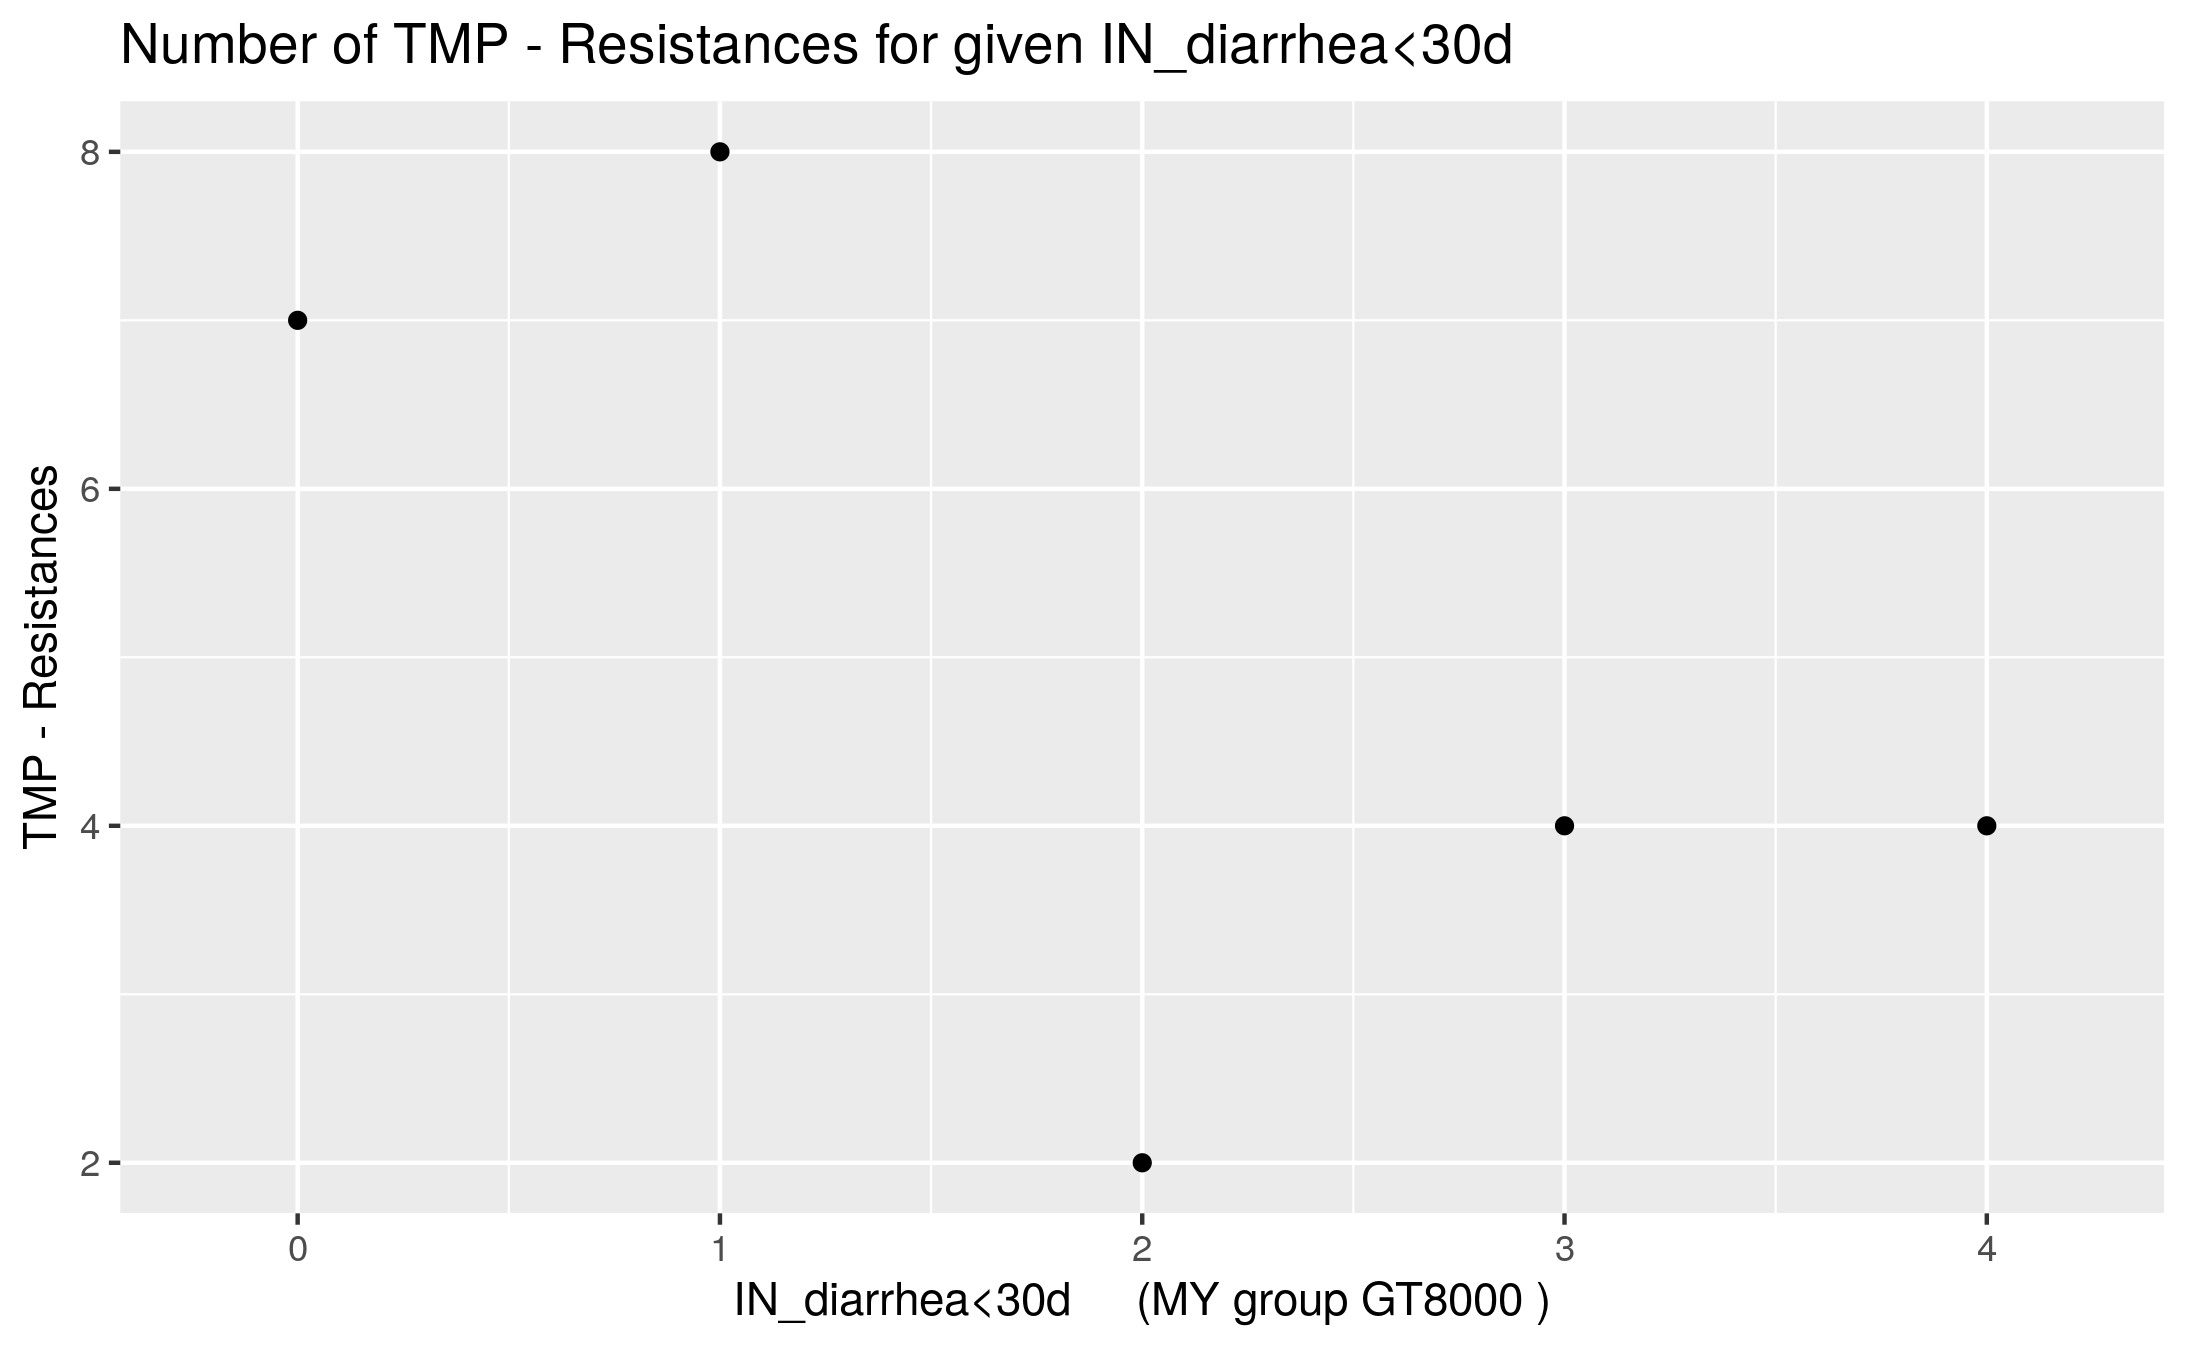 Number of TMP - Resistances for given IN_diarrhea<30d
TMP - Resistances
8
6
4
2
0 1 2 3 4
IN_diarrhea<30d (MY group GT8000 )